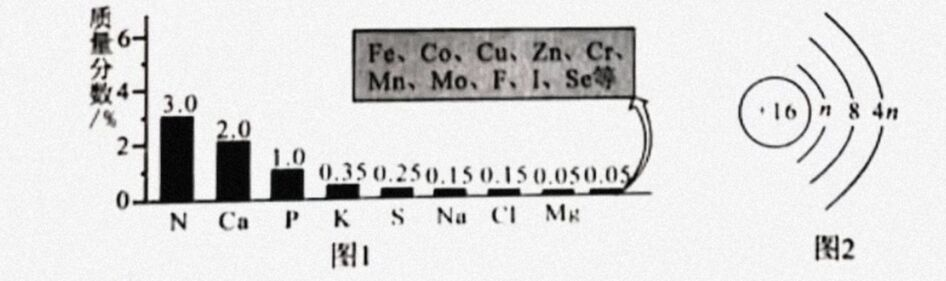 质量分数/%
6
4
2
0
Fe、Co、Cu、Zn、Cr、
Mn、Mo、F、I、Se等
3.0
2.0
1.0
0.35 0.25 0.15 0.15 0.05 0.05
N Ca P K S Na Cl Mg
图1
+16 n 8 4n
图2